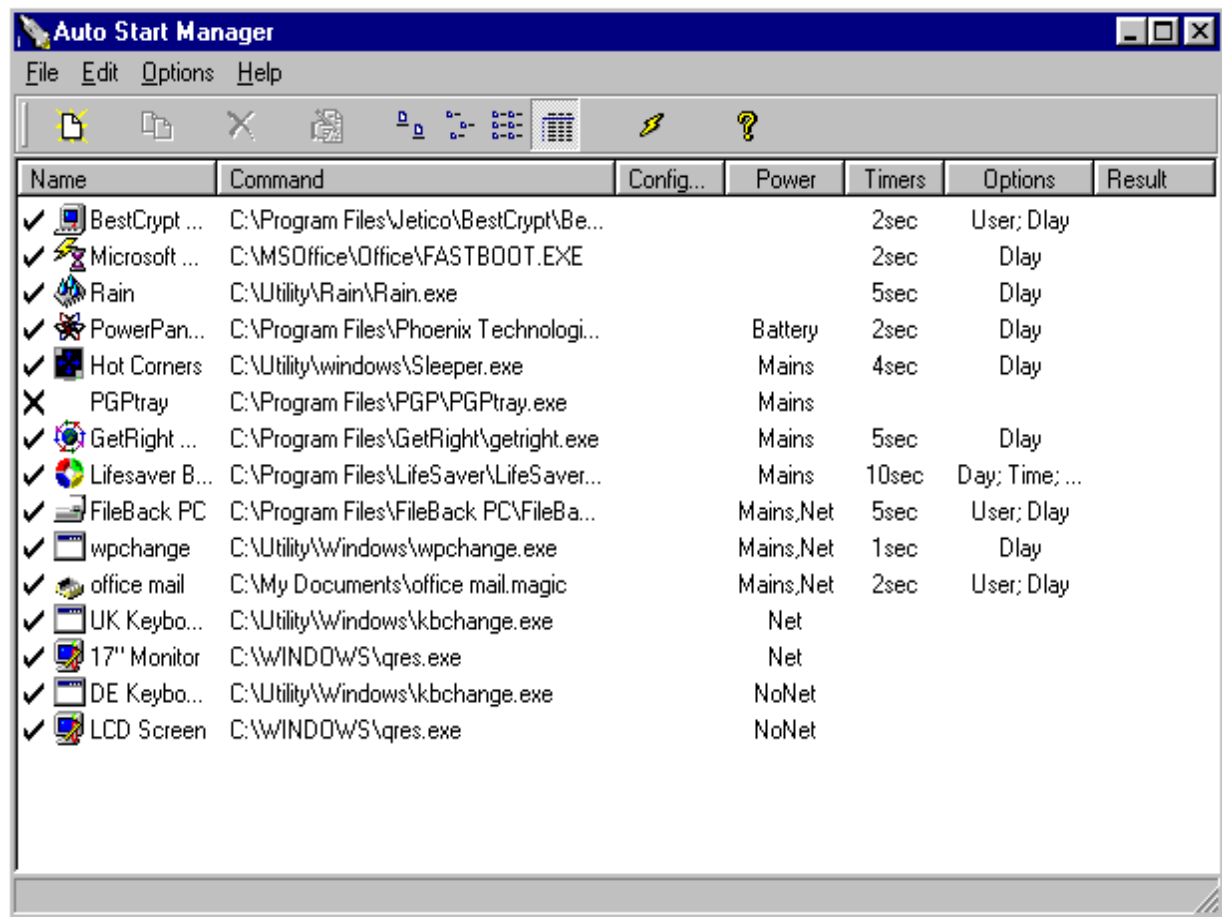 Auto Start Manager
File Edit Options Help
Name Command Config... Power Timers Options Result
BestCrypt ... C:\Program Files\Jetico\BestCrypt\Be... 2sec User; Dlay
Microsoft ... C:\MSOffice\Office\FASTBOOT.EXE 2sec Dlay
Rain C:\Utility\Rain\Rain.exe 5sec Dlay
PowerPan... C:\Program Files\Phoenix Technologi... Battery 2sec Dlay
Hot Corners C:\Utility\windows\Sleeper.exe Mains 4sec Dlay
PGPtray C:\Program Files\PGP\PGPtray.exe Mains
GetRight ... C:\Program Files\GetRight\getright.exe Mains 5sec Dlay
Lifesaver B... C:\Program Files\LifeSaver\LifeSaver... Mains 10sec Day; Time; ...
FileBack PC C:\Program Files\FileBack PC\FileBa... Mains,Net 5sec User; Dlay
wpchange C:\Utility\Windows\wpchange.exe Mains,Net 1sec Dlay
office mail C:\My Documents\office mail.magic Mains,Net 2sec User; Dlay
UK Keybo... C:\Utility\Windows\kbchange.exe Net
17" Monitor C:\WINDOWS\qres.exe Net
DE Keybo... C:\Utility\Windows\kbchange.exe NoNet
LCD Screen C:\WINDOWS\qres.exe NoNet